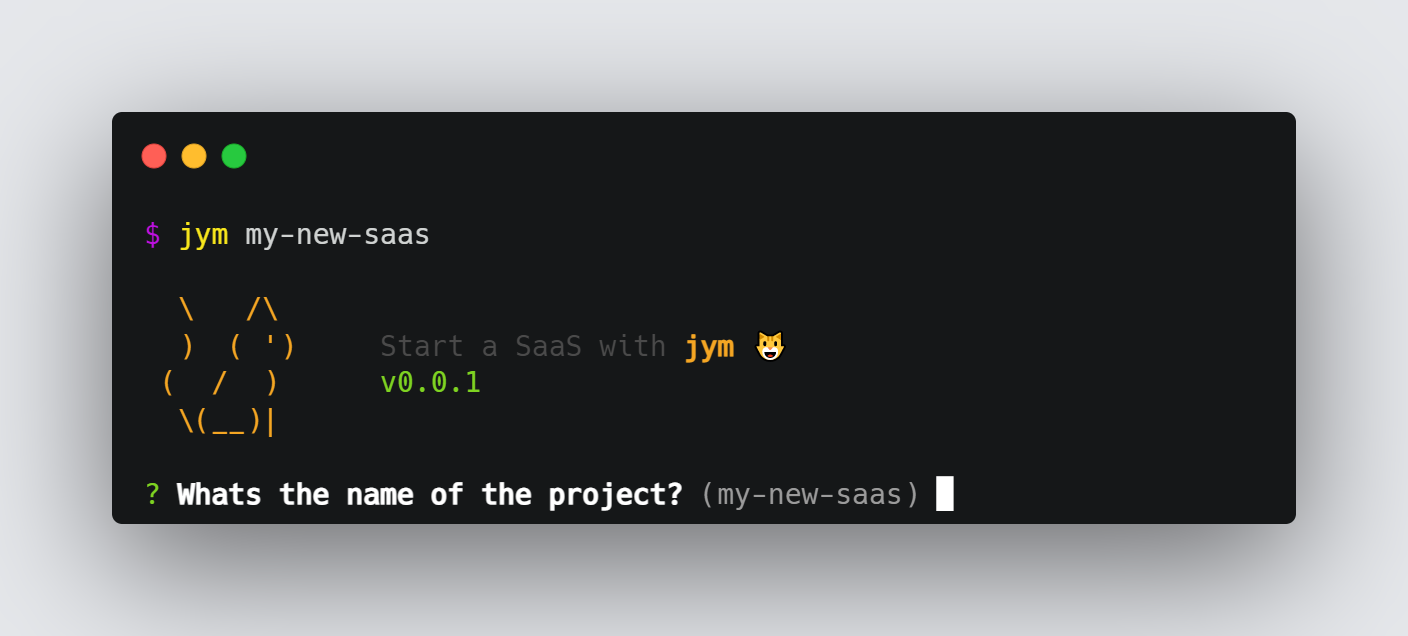 $ jym my-new-saas
\   /\
)  ( ')     Start a SaaS with jym 😺
(  /  )      v0.0.1
\(__)|
? Whats the name of the project? (my-new-saas)